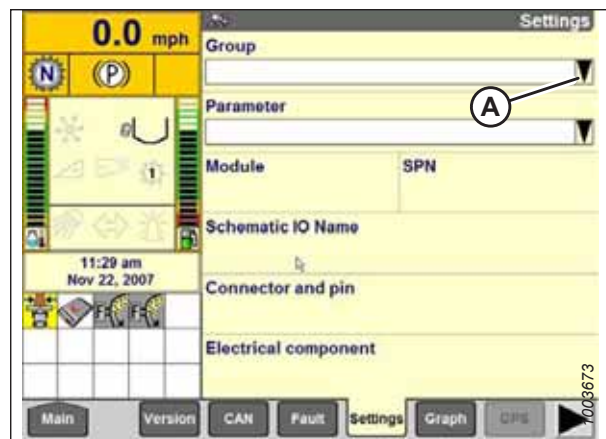 0.0 mph
N (P)
1
11:29 am
Nov 22, 2007
F F
Settings
Group
A
Parameter
Module SPN
Schematic IO Name
Connector and pin
Electrical component
Main Version CAN Fault Settings Graph GPS
1003673